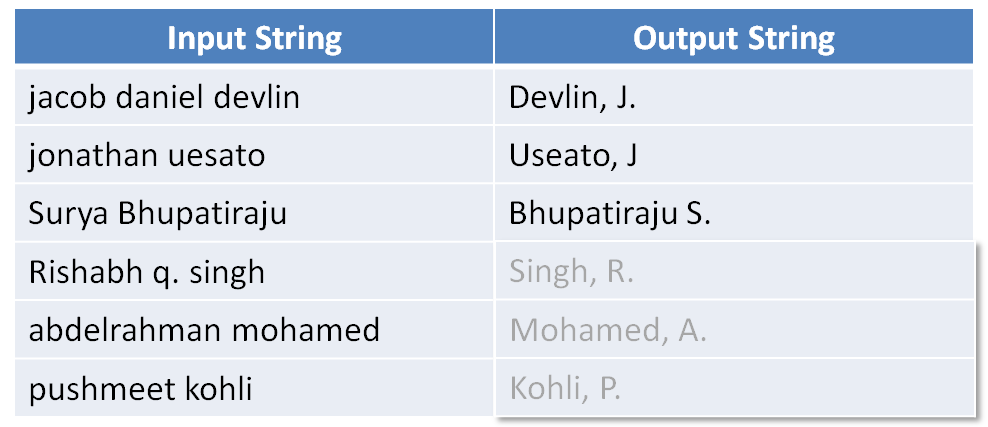 Input String Output String
jacob daniel devlin Devlin, J.
jonathan uesato Useato, J
Surya Bhupatiraju Bhupatiraju S.
Rishabh q. singh Singh, R.
abdelrahman mohamed Mohamed, A.
pushmeet kohli Kohli, P.